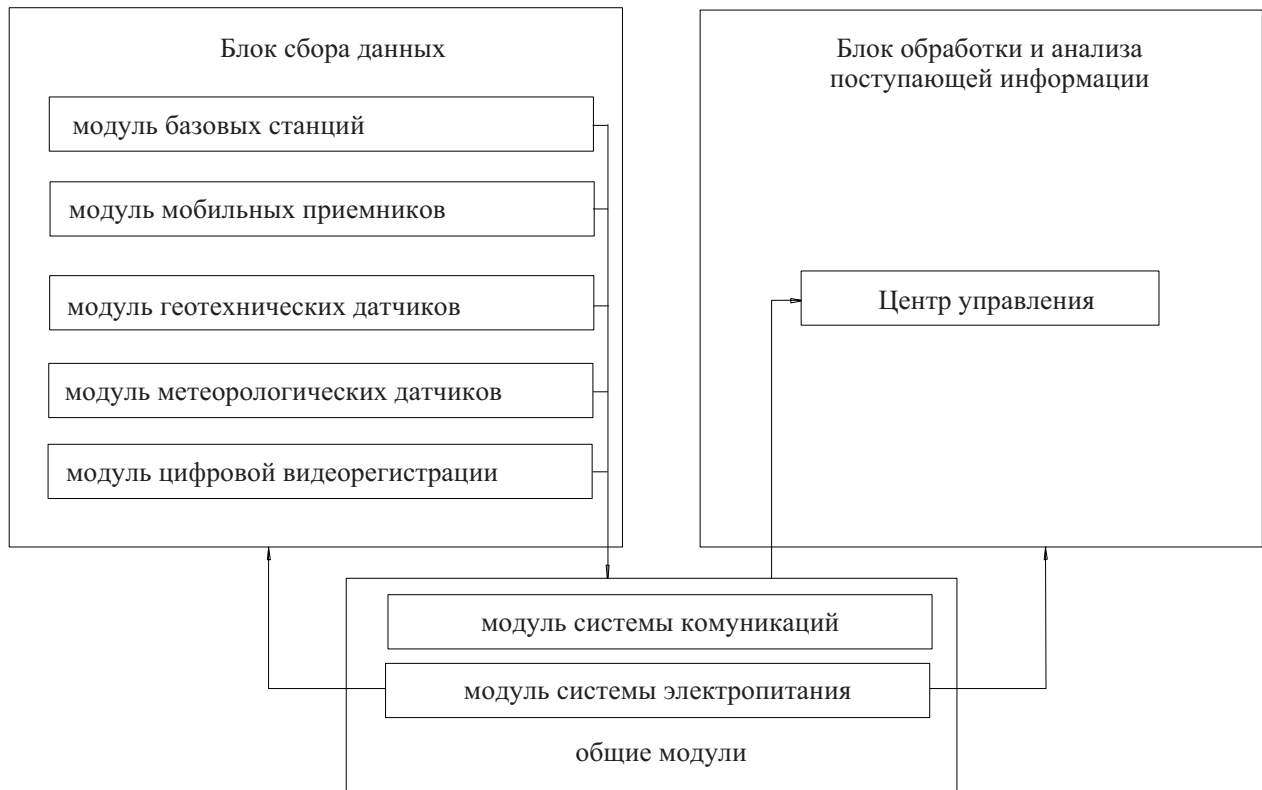 Блок сбора данных
модуль базовых станций
модуль мобильных приемников
модуль геотехнических датчиков
модуль метеорологических датчиков
модуль цифровой видеорегистрации
Блок обработки и анализа
поступающей информации
Центр управления
модуль системы комуникаций
модуль системы электропитания
общие модули